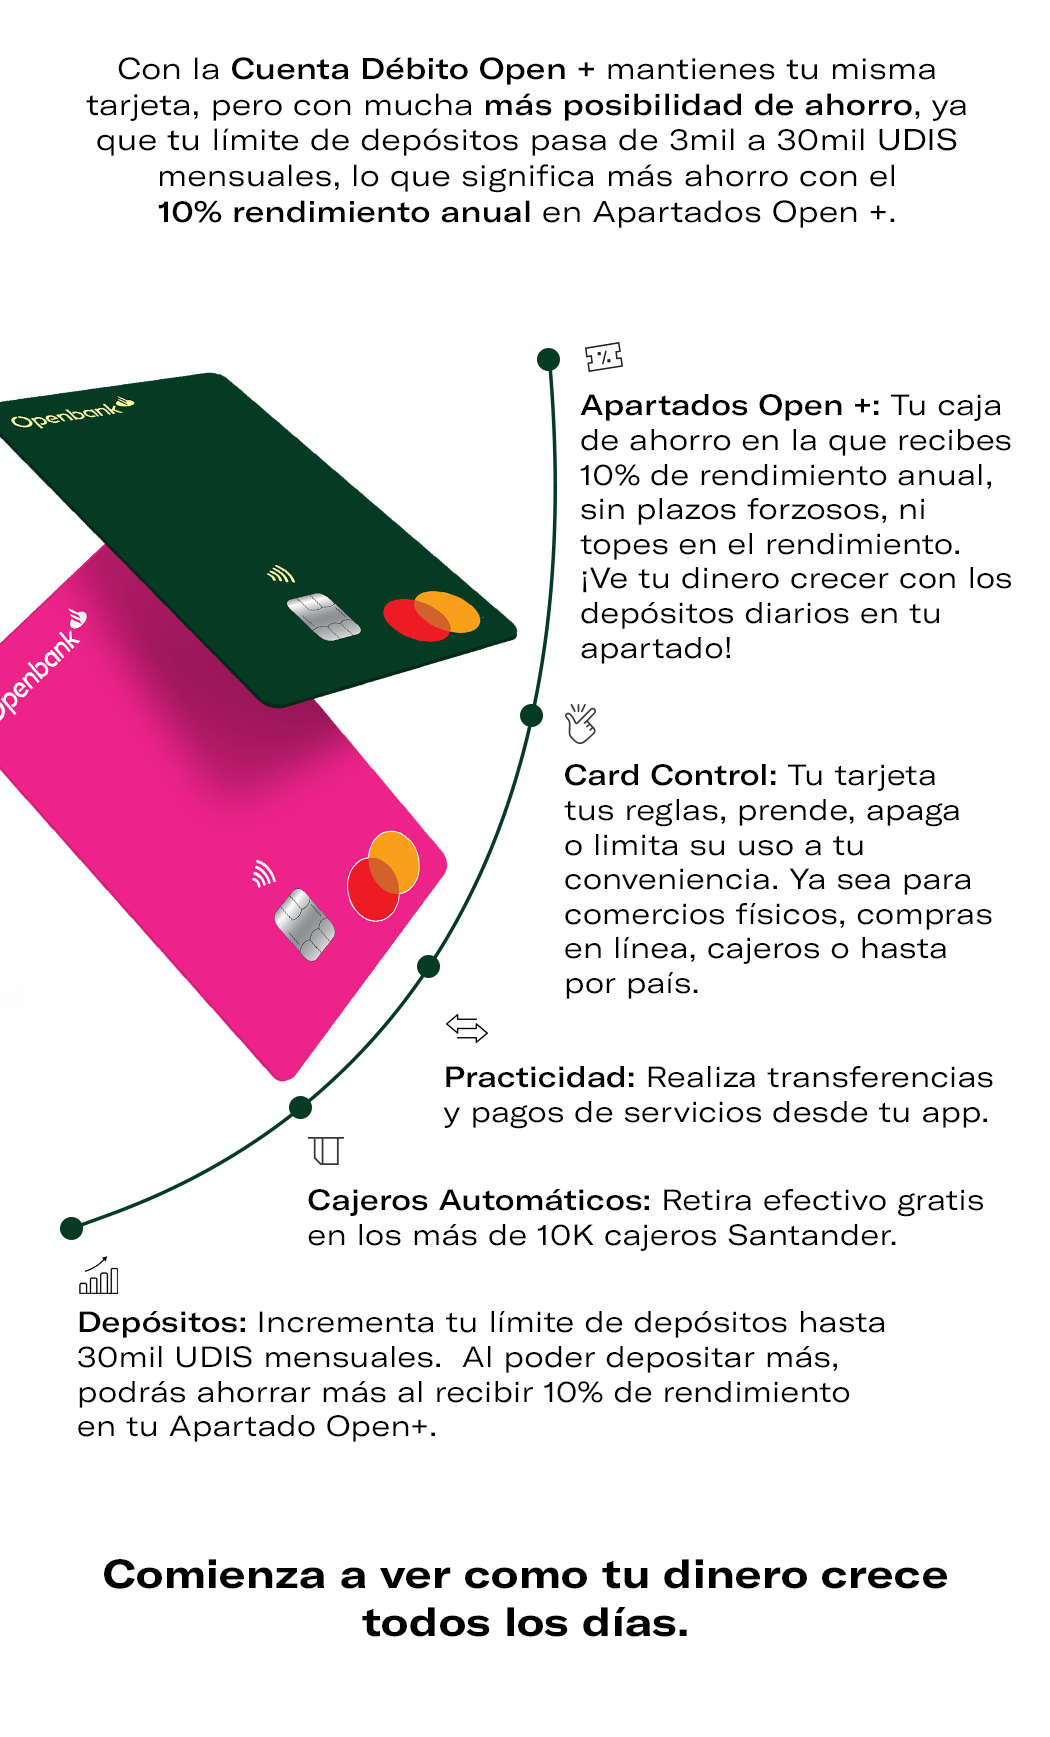 Con la Cuenta Débito Open + mantienes tu misma
tarjeta, pero con mucha más posibilidad de ahorro, ya
que tu límite de depósitos pasa de 3mil a 30mil UDIS
mensuales, lo que significa más ahorro con el
10% rendimiento anual en Apartados Open +.
Openbank
Apartados Open +: Tu caja
de ahorro en la que recibes
10% de rendimiento anual,
sin plazos forzosos, ni
topes en el rendimiento.
¡Ve tu dinero crecer con los
depósitos diarios en tu
apartado!
Openbank
Card Control: Tu tarjeta
tus reglas, prende, apaga
o limita su uso a tu
conveniencia. Ya sea para
comercios físicos, compras
en línea, cajeros o hasta
por país.
Practicidad: Realiza transferencias
y pagos de servicios desde tu app.
Cajeros Automáticos: Retira efectivo gratis
en los más de 10K cajeros Santander.
Depósitos: Incrementa tu límite de depósitos hasta
30mil UDIS mensuales.  Al poder depositar más,
podrás ahorrar más al recibir 10% de rendimiento
en tu Apartado Open+.
Comienza a ver como tu dinero crece
todos los días.